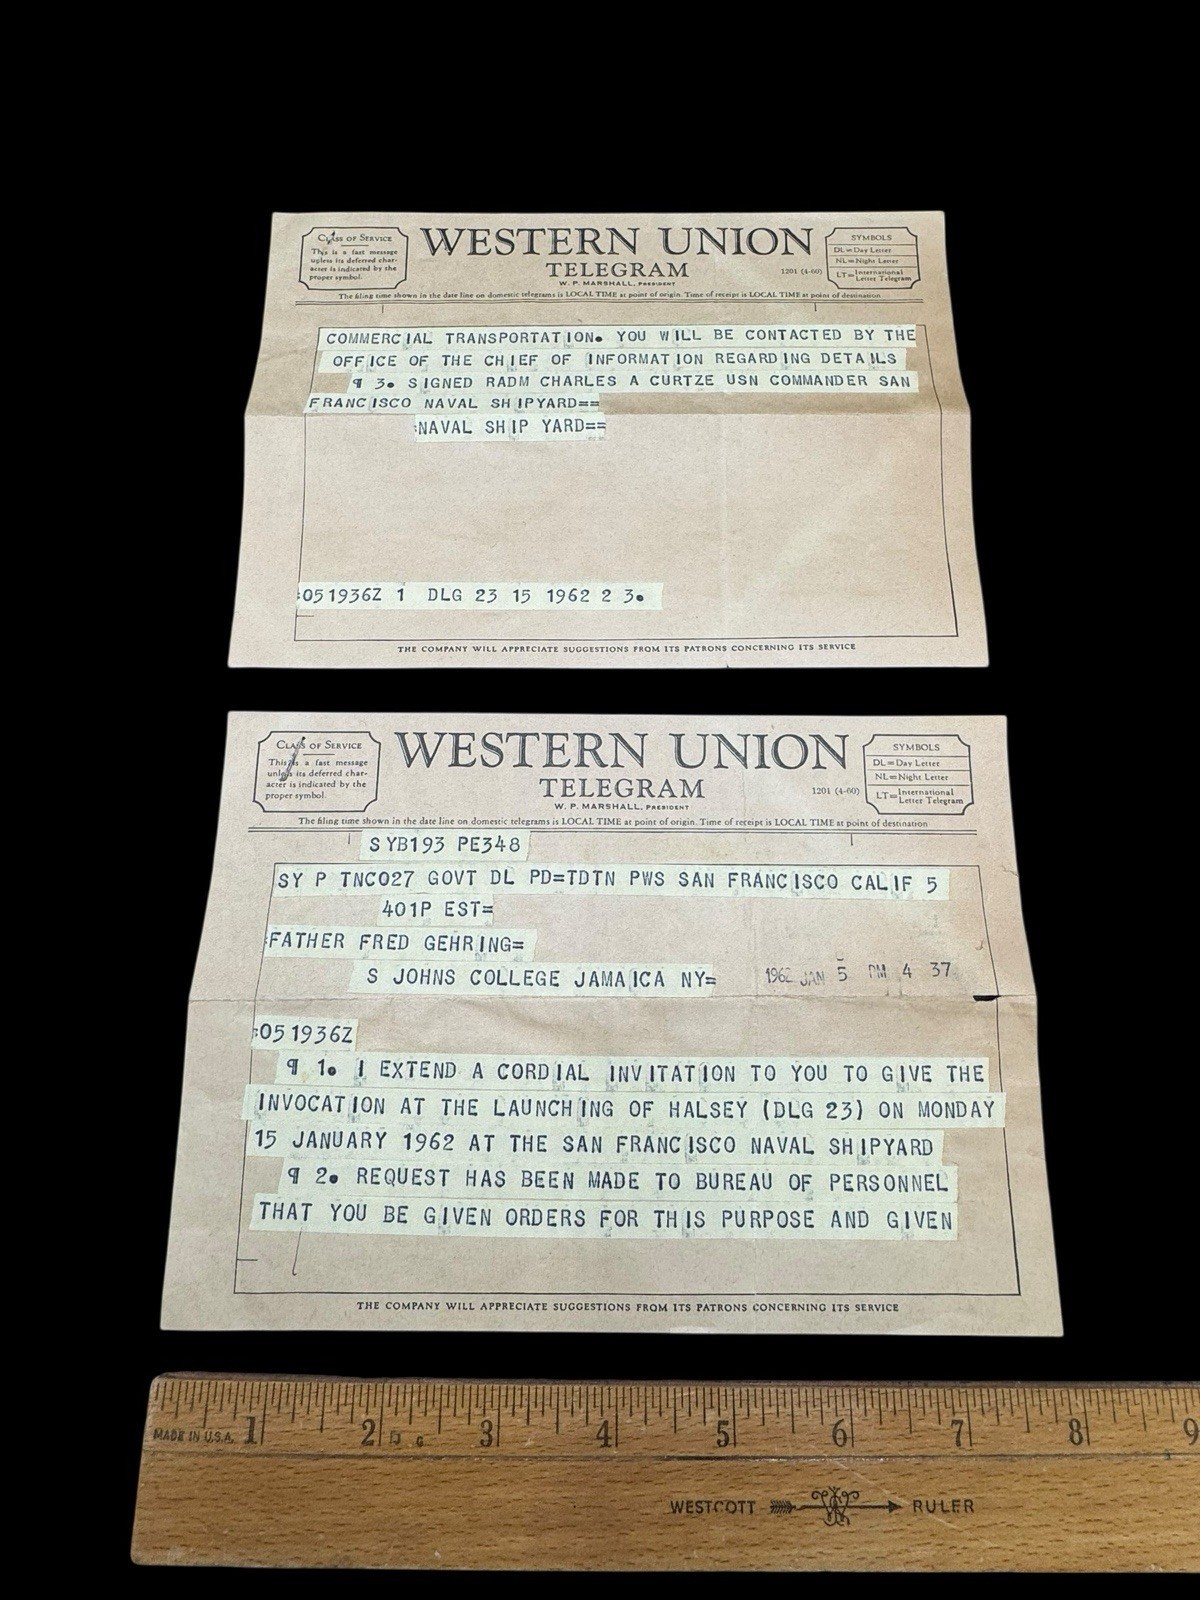 CLASS OF SERVICE
This is a fast message
unless its deferred char-
acter is indicated by the
proper symbol.
WESTERN UNION
TELEGRAM
W. P. MARSHALL, PRESIDENT
1201 (4-60)
SYMBOLS
DL=Day Letter
NL=Night Letter
LT=International Letter Telegram
The filing time shown in the date line on domestic telegrams is LOCAL TIME at point of origin. Time of receipt is LOCAL TIME at point of destination
COMMERCIAL TRANSPORTATION. YOU WILL BE CONTACTED BY THE
OFFICE OF THE CHIEF OF INFORMATION REGARDING DETAILS
¶ 3. SIGNED RADM CHARLES A CURTZE USN COMMANDER SAN
FRANCISCO NAVAL SHIPYARD==
:NAVAL SHIP YARD==
:051936Z 1 DLG 23 15 1962 2 3.
THE COMPANY WILL APPRECIATE SUGGESTIONS FROM ITS PATRONS CONCERNING ITS SERVICE
CLASS OF SERVICE
This is a fast message
unless its deferred char-
acter is indicated by the
proper symbol.
WESTERN UNION
TELEGRAM
W. P. MARSHALL, PRESIDENT
1201 (4-60)
SYMBOLS
DL=Day Letter
NL=Night Letter
LT=International Letter Telegram
The filing time shown in the date line on domestic telegrams is LOCAL TIME at point of origin. Time of receipt is LOCAL TIME at point of destination
SYB193 PE348
SY P TNC027 GOVT DL PD=TDTN PWS SAN FRANCISCO CALIF 5
401P EST=
:FATHER FRED GEHRING=
S JOHNS COLLEGE JAMAICA NY=
1962 JAN 5 PM 4 37
:051936Z
¶ 1. I EXTEND A CORDIAL INVITATION TO YOU TO GIVE THE
INVOCATION AT THE LAUNCHING OF HALSEY (DLG 23) ON MONDAY
15 JANUARY 1962 AT THE SAN FRANCISCO NAVAL SHIPYARD
¶ 2. REQUEST HAS BEEN MADE TO BUREAU OF PERSONNEL
THAT YOU BE GIVEN ORDERS FOR THIS PURPOSE AND GIVEN
THE COMPANY WILL APPRECIATE SUGGESTIONS FROM ITS PATRONS CONCERNING ITS SERVICE
1 2 3 4 5 6 7 8 9
MADE IN U.S.A.
WESTCOTT RULER